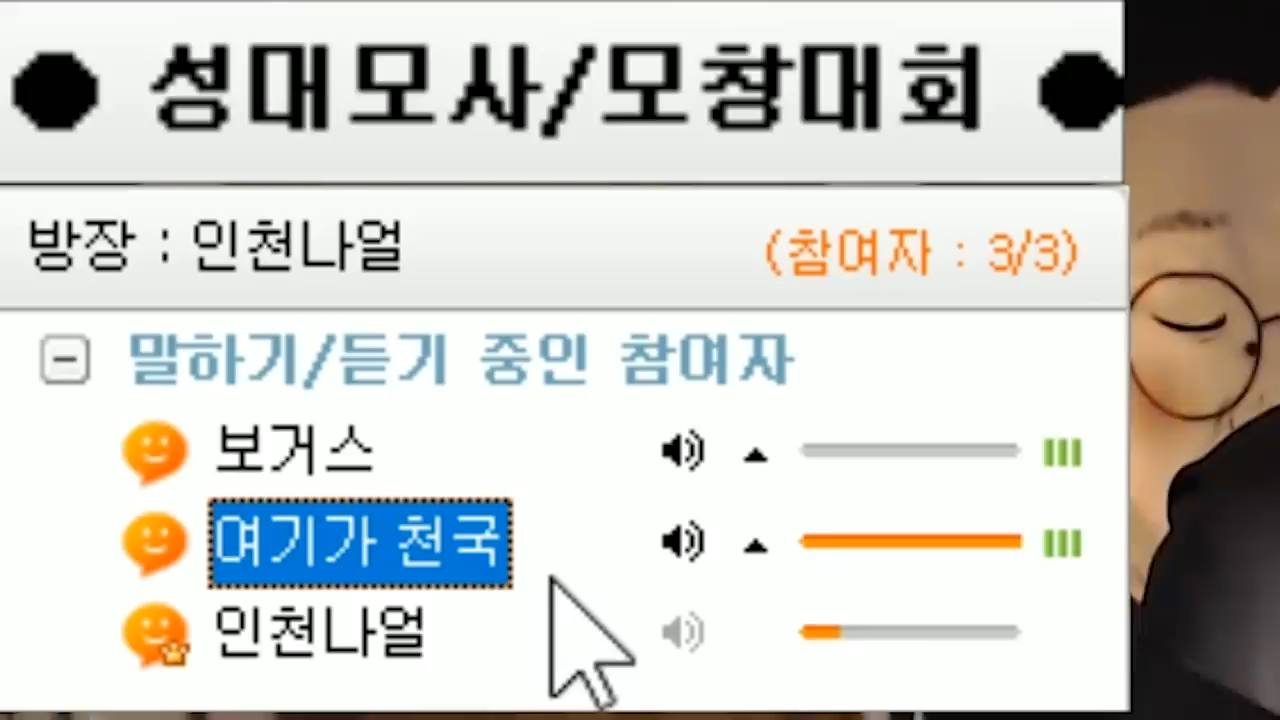 ● 성대모사/모창대회 ●
방장 : 인천나얼 (참여자 : 3/3)
말하기/듣기 중인 참여자
보거스
여기가 천국
인천나얼